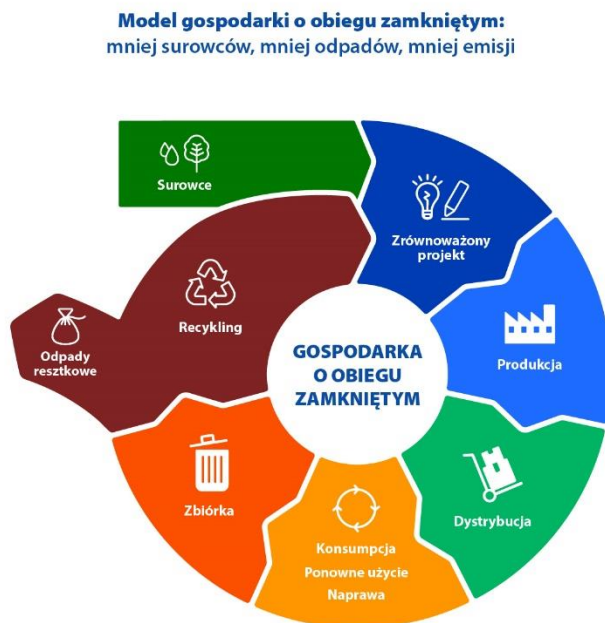 Model gospodarki o obiegu zamkniętym:
mniej surowców, mniej odpadów, mniej emisji
Surowce
Zrównoważony
projekt
Produkcja
Dystrybucja
Konsumpcja
Ponowne użycie
Naprawa
Zbiórka
Recykling
Odpady
resztkowe
GOSPODARKA
O OBIEGU
ZAMKNIĘTYM